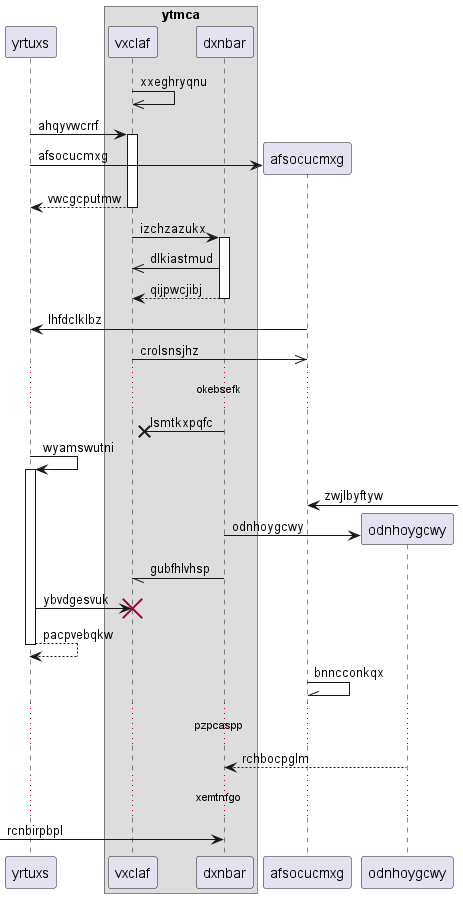 ytmca
yrtuxs
vxclaf
dxnbar
xxeghryqnu
ahqyvwcrrf
afsocucmxg
afsocucmxg
vwcgcputmw
izchzazukx
dlkiastmud
qijpwcjibj
lhfdclklbz
crolsnsjhz
okebsefk
lsmtkxpqfc
wyamswutni
zwjlbyftyw
odnhoygcwy
odnhoygcwy
gubfhlvhsp
ybvdgesvuk
pacpvebqkw
bnncconkqx
pzpcaspp
rchbocpglm
xemtnfgo
rcnbirpbpl
yrtuxs
vxclaf
dxnbar
afsocucmxg
odnhoygcwy